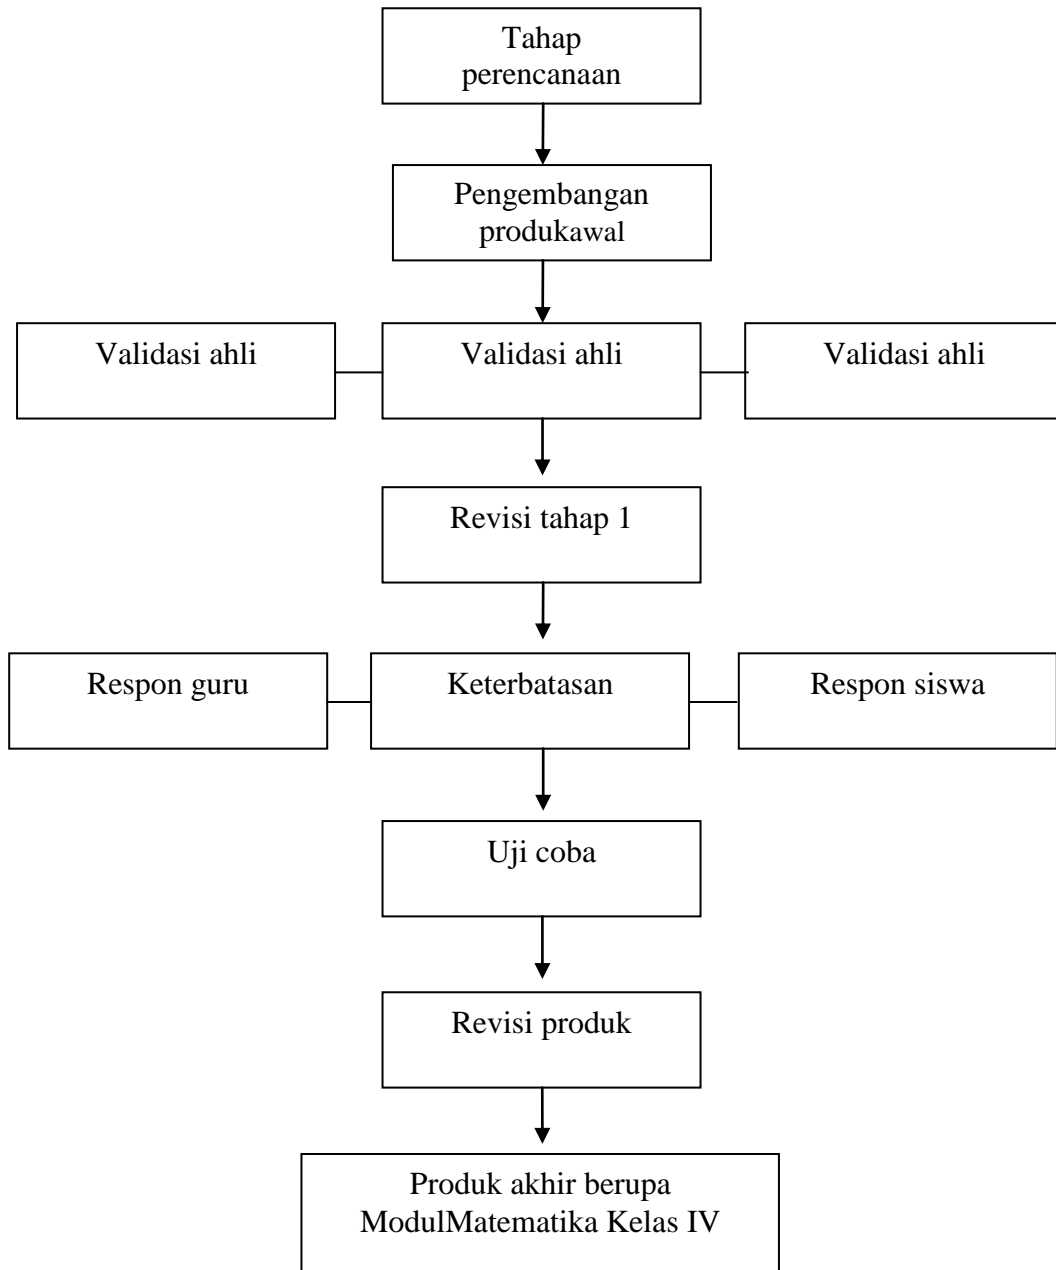 Tahap
perencanaan
Pengembangan
produkawal
Validasi ahli
Validasi ahli
Validasi ahli
Revisi tahap 1
Respon guru
Keterbatasan
Respon siswa
Uji coba
Revisi produk
Produk akhir berupa
ModulMatematika Kelas IV